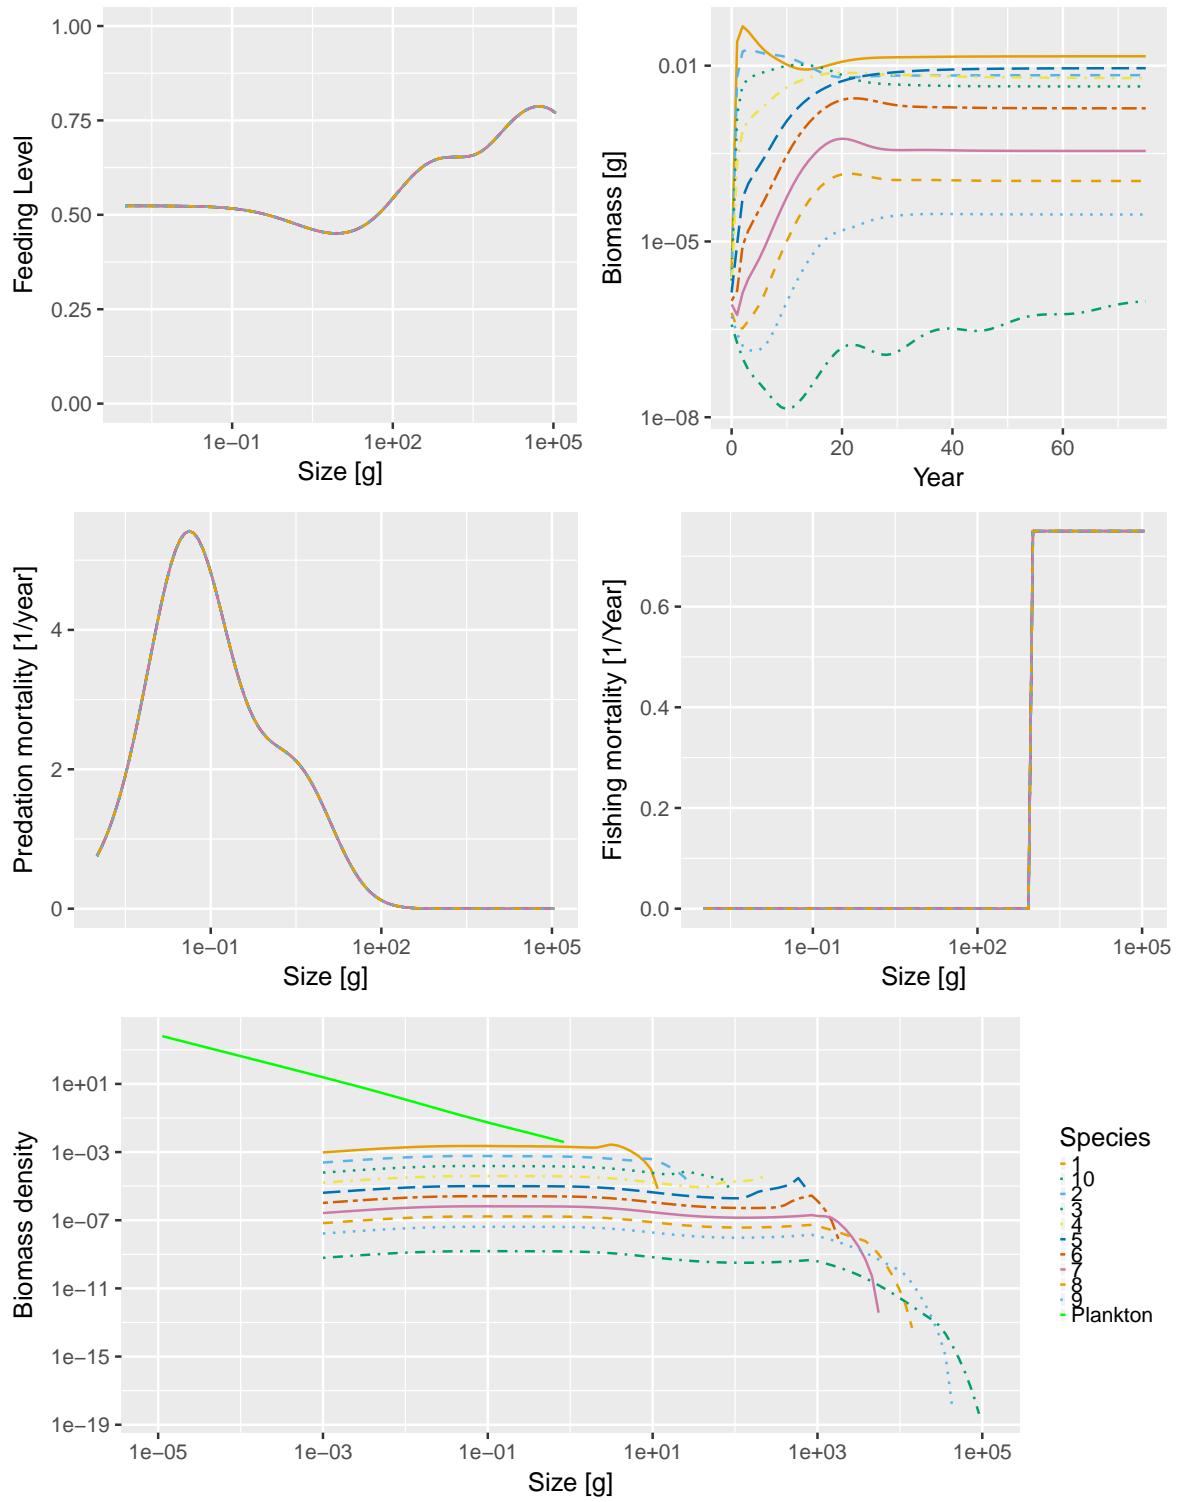 1.00
0.75
0.50
0.25
0.00
Feeding Level
1e−01
1e+02
1e+05
Size [g]
0.01
1e−05
1e−08
Biomass [g]
0
20
40
60
Year
4
2
0
Predation mortality [1/year]
1e−01
1e+02
1e+05
Size [g]
0.6
0.4
0.2
0.0
Fishing mortality [1/Year]
1e−01
1e+02
1e+05
Size [g]
1e+01
1e−03
1e−07
1e−11
1e−15
1e−19
Biomass density
1e−05
1e−03
1e−01
1e+01
1e+03
1e+05
Size [g]
Species
1
10
2
3
4
5
6
7
8
9
Plankton